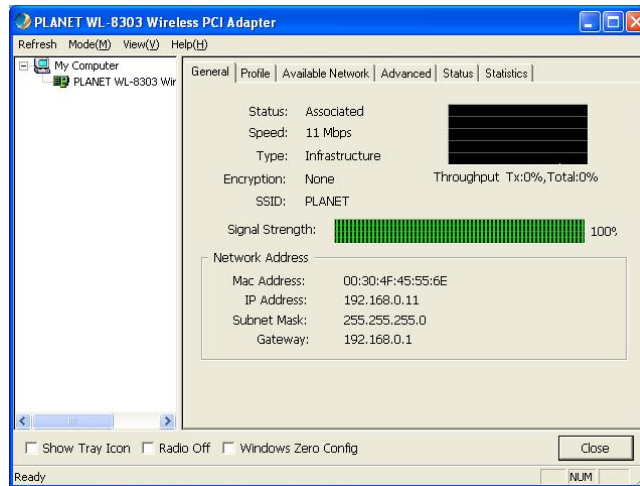 PLANET WL-8303 Wireless PCI Adapter
Refresh Mode(M) View(V) Help(H)
My Computer
PLANET WL-8303 Wir
General Profile Available Network Advanced Status Statistics
Status: Associated
Speed: 11 Mbps
Type: Infrastructure
Encryption: None
Throughput Tx:0%,Total:0%
SSID: PLANET
Signal Strength: 100%
Network Address
Mac Address: 00:30:4F:45:55:6E
IP Address: 192.168.0.11
Subnet Mask: 255.255.255.0
Gateway: 192.168.0.1
Show Tray Icon Radio Off Windows Zero Config Close
Ready NUM